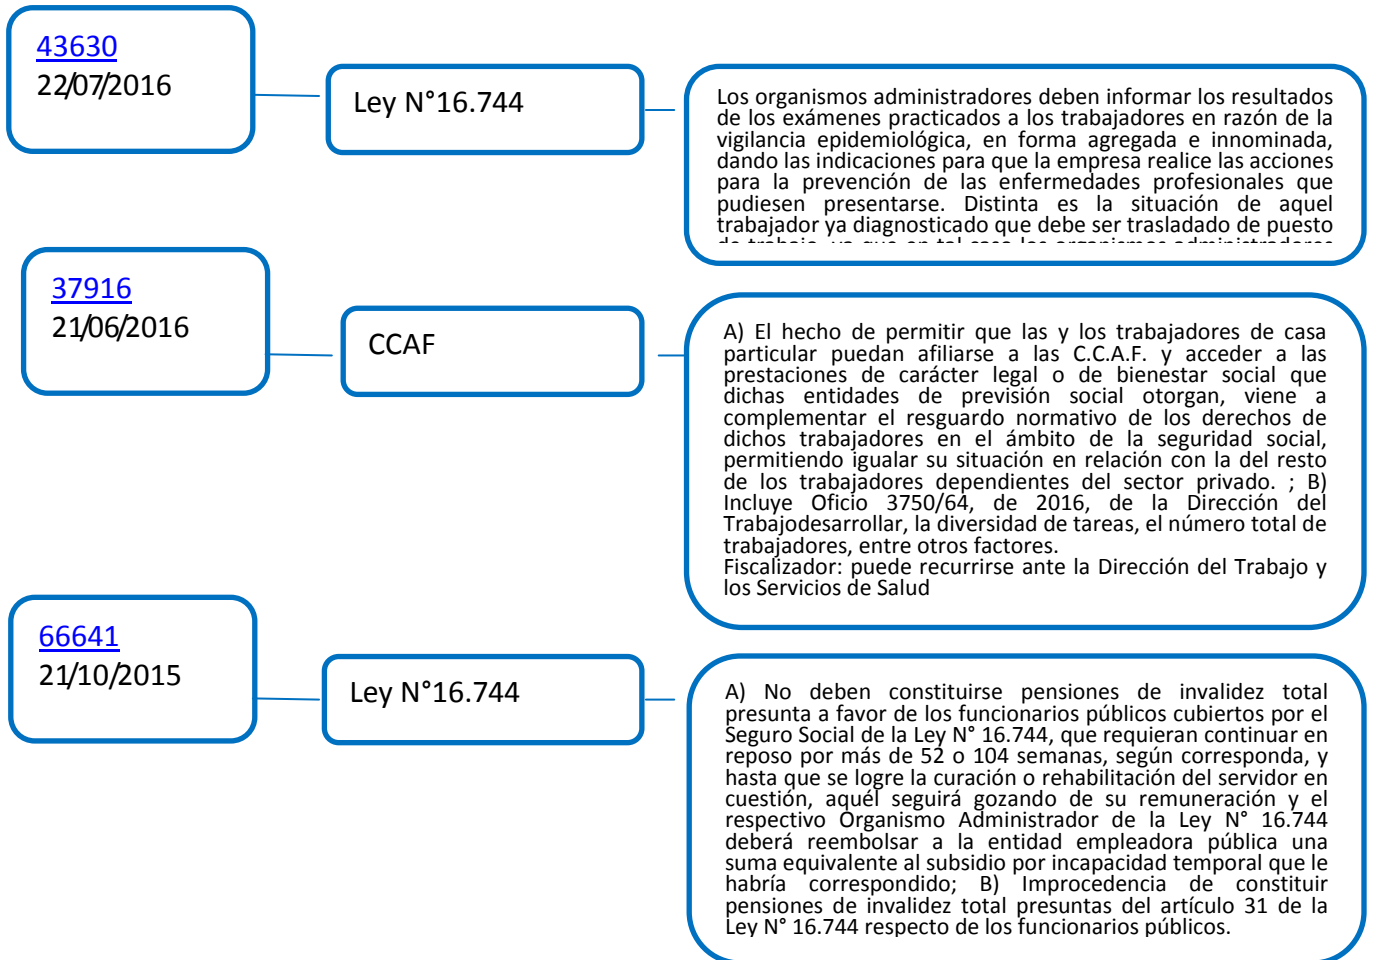 43630
22/07/2016
Ley N°16.744
Los organismos administradores deben informar los resultados
de los exámenes practicados a los trabajadores en razón de la
vigilancia epidemiológica, en forma agregada e innominada,
dando las indicaciones para que la empresa realice las acciones
para la prevención de las enfermedades profesionales que
pudiesen presentarse. Distinta es la situación de aquel
trabajador ya diagnosticado que debe ser trasladado de puesto
de trabajo, ya que en tal caso los organismos administradores
37916
21/06/2016
CCAF
A) El hecho de permitir que las y los trabajadores de casa
particular puedan afiliarse a las C.C.A.F. y acceder a las
prestaciones de carácter legal o de bienestar social que
dichas entidades de previsión social otorgan, viene a
complementar el resguardo normativo de los derechos de
dichos trabajadores en el ámbito de la seguridad social,
permitiendo igualar su situación en relación con la del resto
de los trabajadores dependientes del sector privado. ; B)
Incluye Oficio 3750/64, de 2016, de la Dirección del
Trabajodesarrollar, la diversidad de tareas, el número total de
trabajadores, entre otros factores.
Fiscalizador: puede recurrirse ante la Dirección del Trabajo y
los Servicios de Salud
66641
21/10/2015
Ley N°16.744
A) No deben constituirse pensiones de invalidez total
presunta a favor de los funcionarios públicos cubiertos por el
Seguro Social de la Ley N° 16.744, que requieran continuar en
reposo por más de 52 o 104 semanas, según corresponda, y
hasta que se logre la curación o rehabilitación del servidor en
cuestión, aquél seguirá gozando de su remuneración y el
respectivo Organismo Administrador de la Ley N° 16.744
deberá reembolsar a la entidad empleadora pública una
suma equivalente al subsidio por incapacidad temporal que le
habría correspondido; B) Improcedencia de constituir
pensiones de invalidez total presuntas del artículo 31 de la
Ley N° 16.744 respecto de los funcionarios públicos.